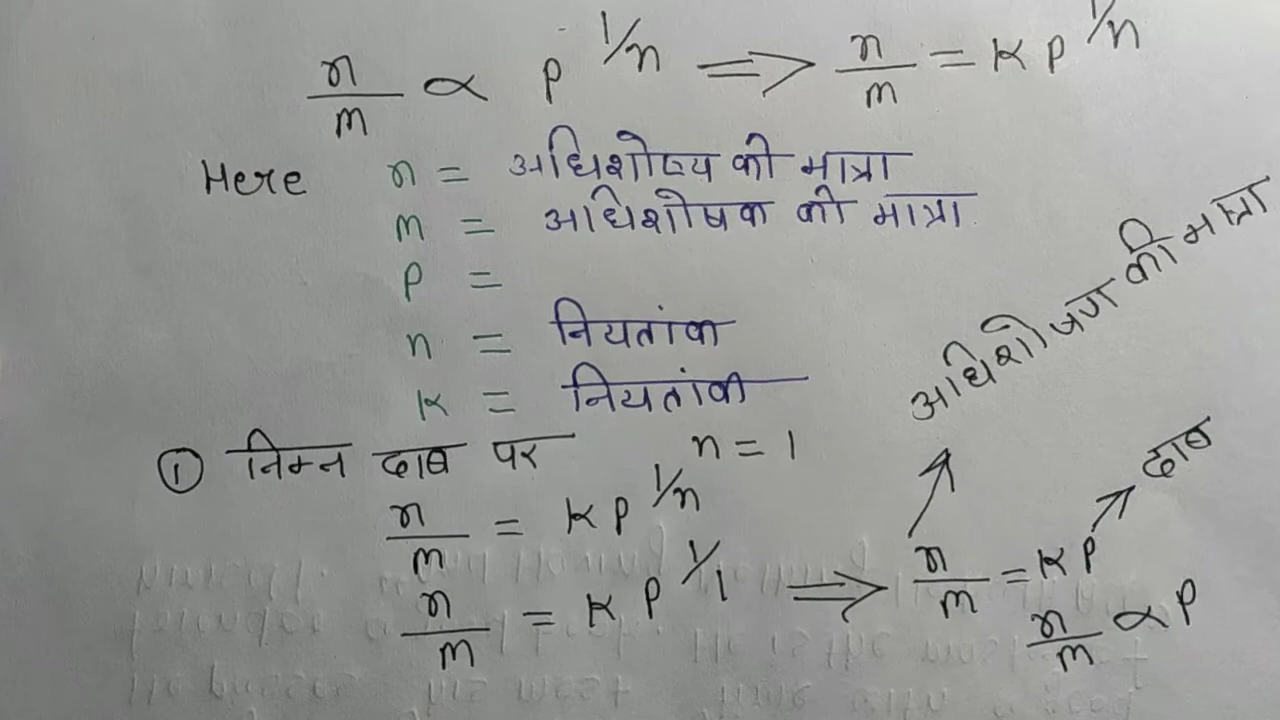 x/m ∝ p^1/n ⟹ x/m = K p^1/n
Here x = अधिशोष्य की मात्रा
m = अधिशोषक की मात्रा
p =
n = नियतांक
K = नियतांक
① निम्न दाब पर n = 1
x/m = K p^1/n
x/m = K p^1/1 ⟹ x/m = K p
x/m ∝ p
अधिशोषण की मात्रा
दाब